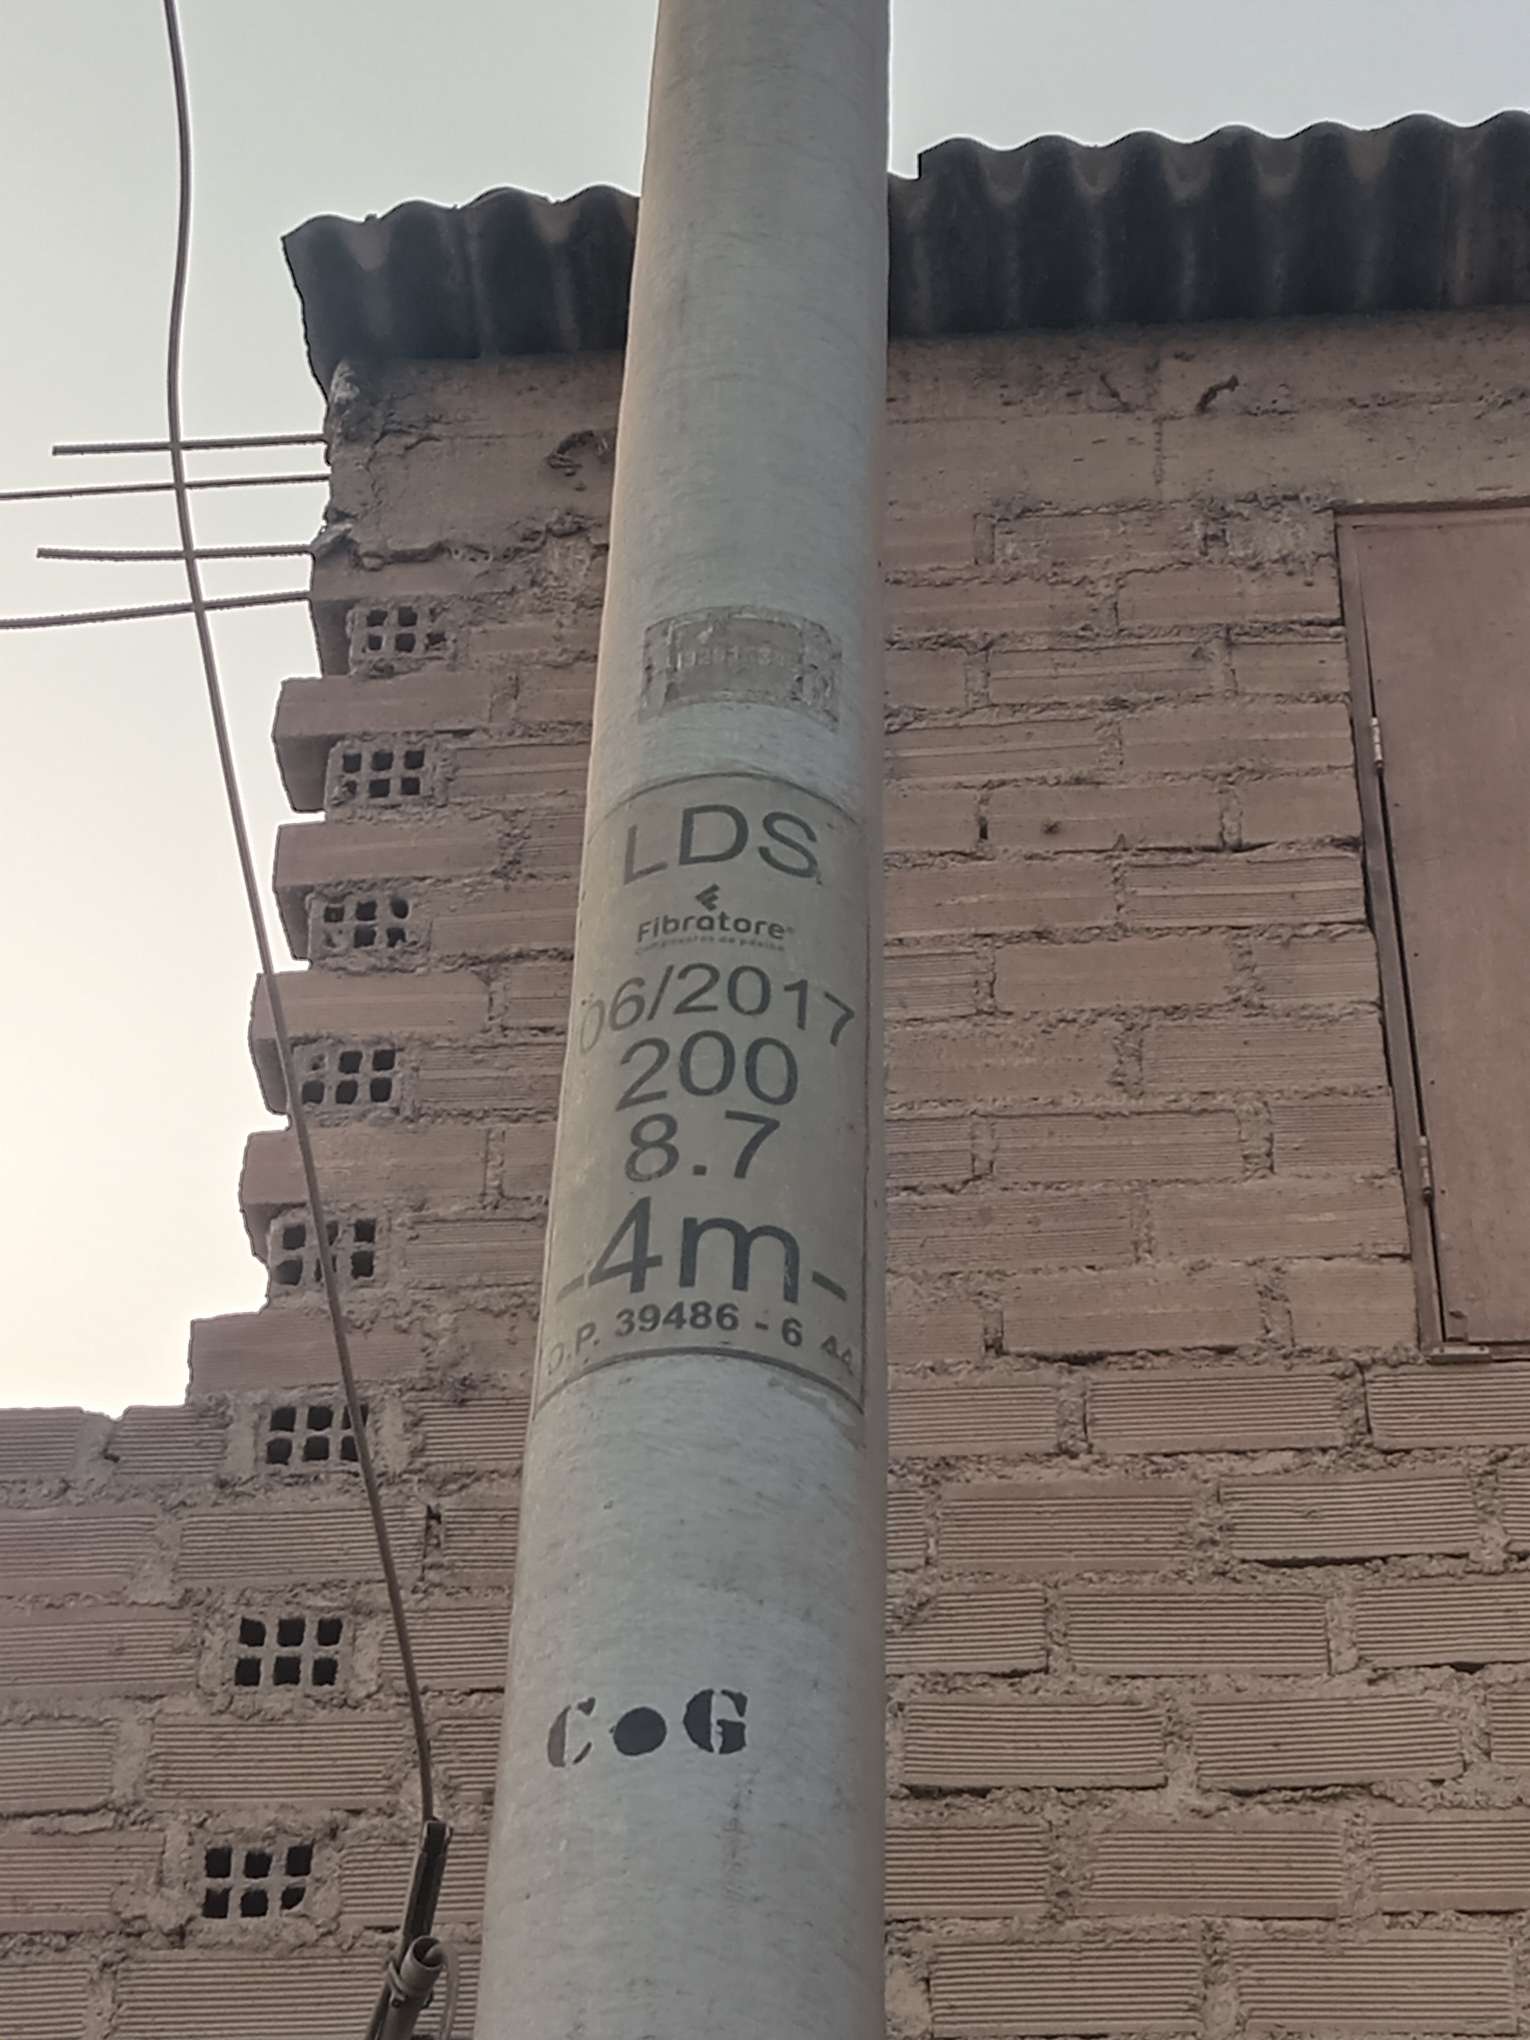 LDS
Fibratore®
06/2017
200
8.7
-4m-
O.P. 39486 - 6
C●G